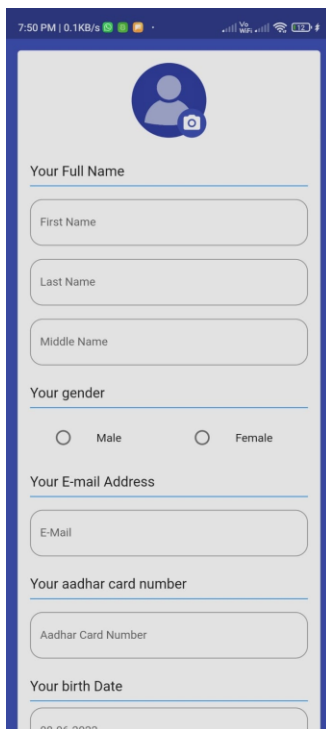 7:50 PM | 0.1KB/s
Vo
WiFi
12
Your Full Name
First Name
Last Name
Middle Name
Your gender
Male Female
Your E-mail Address
E-Mail
Your aadhar card number
Aadhar Card Number
Your birth Date